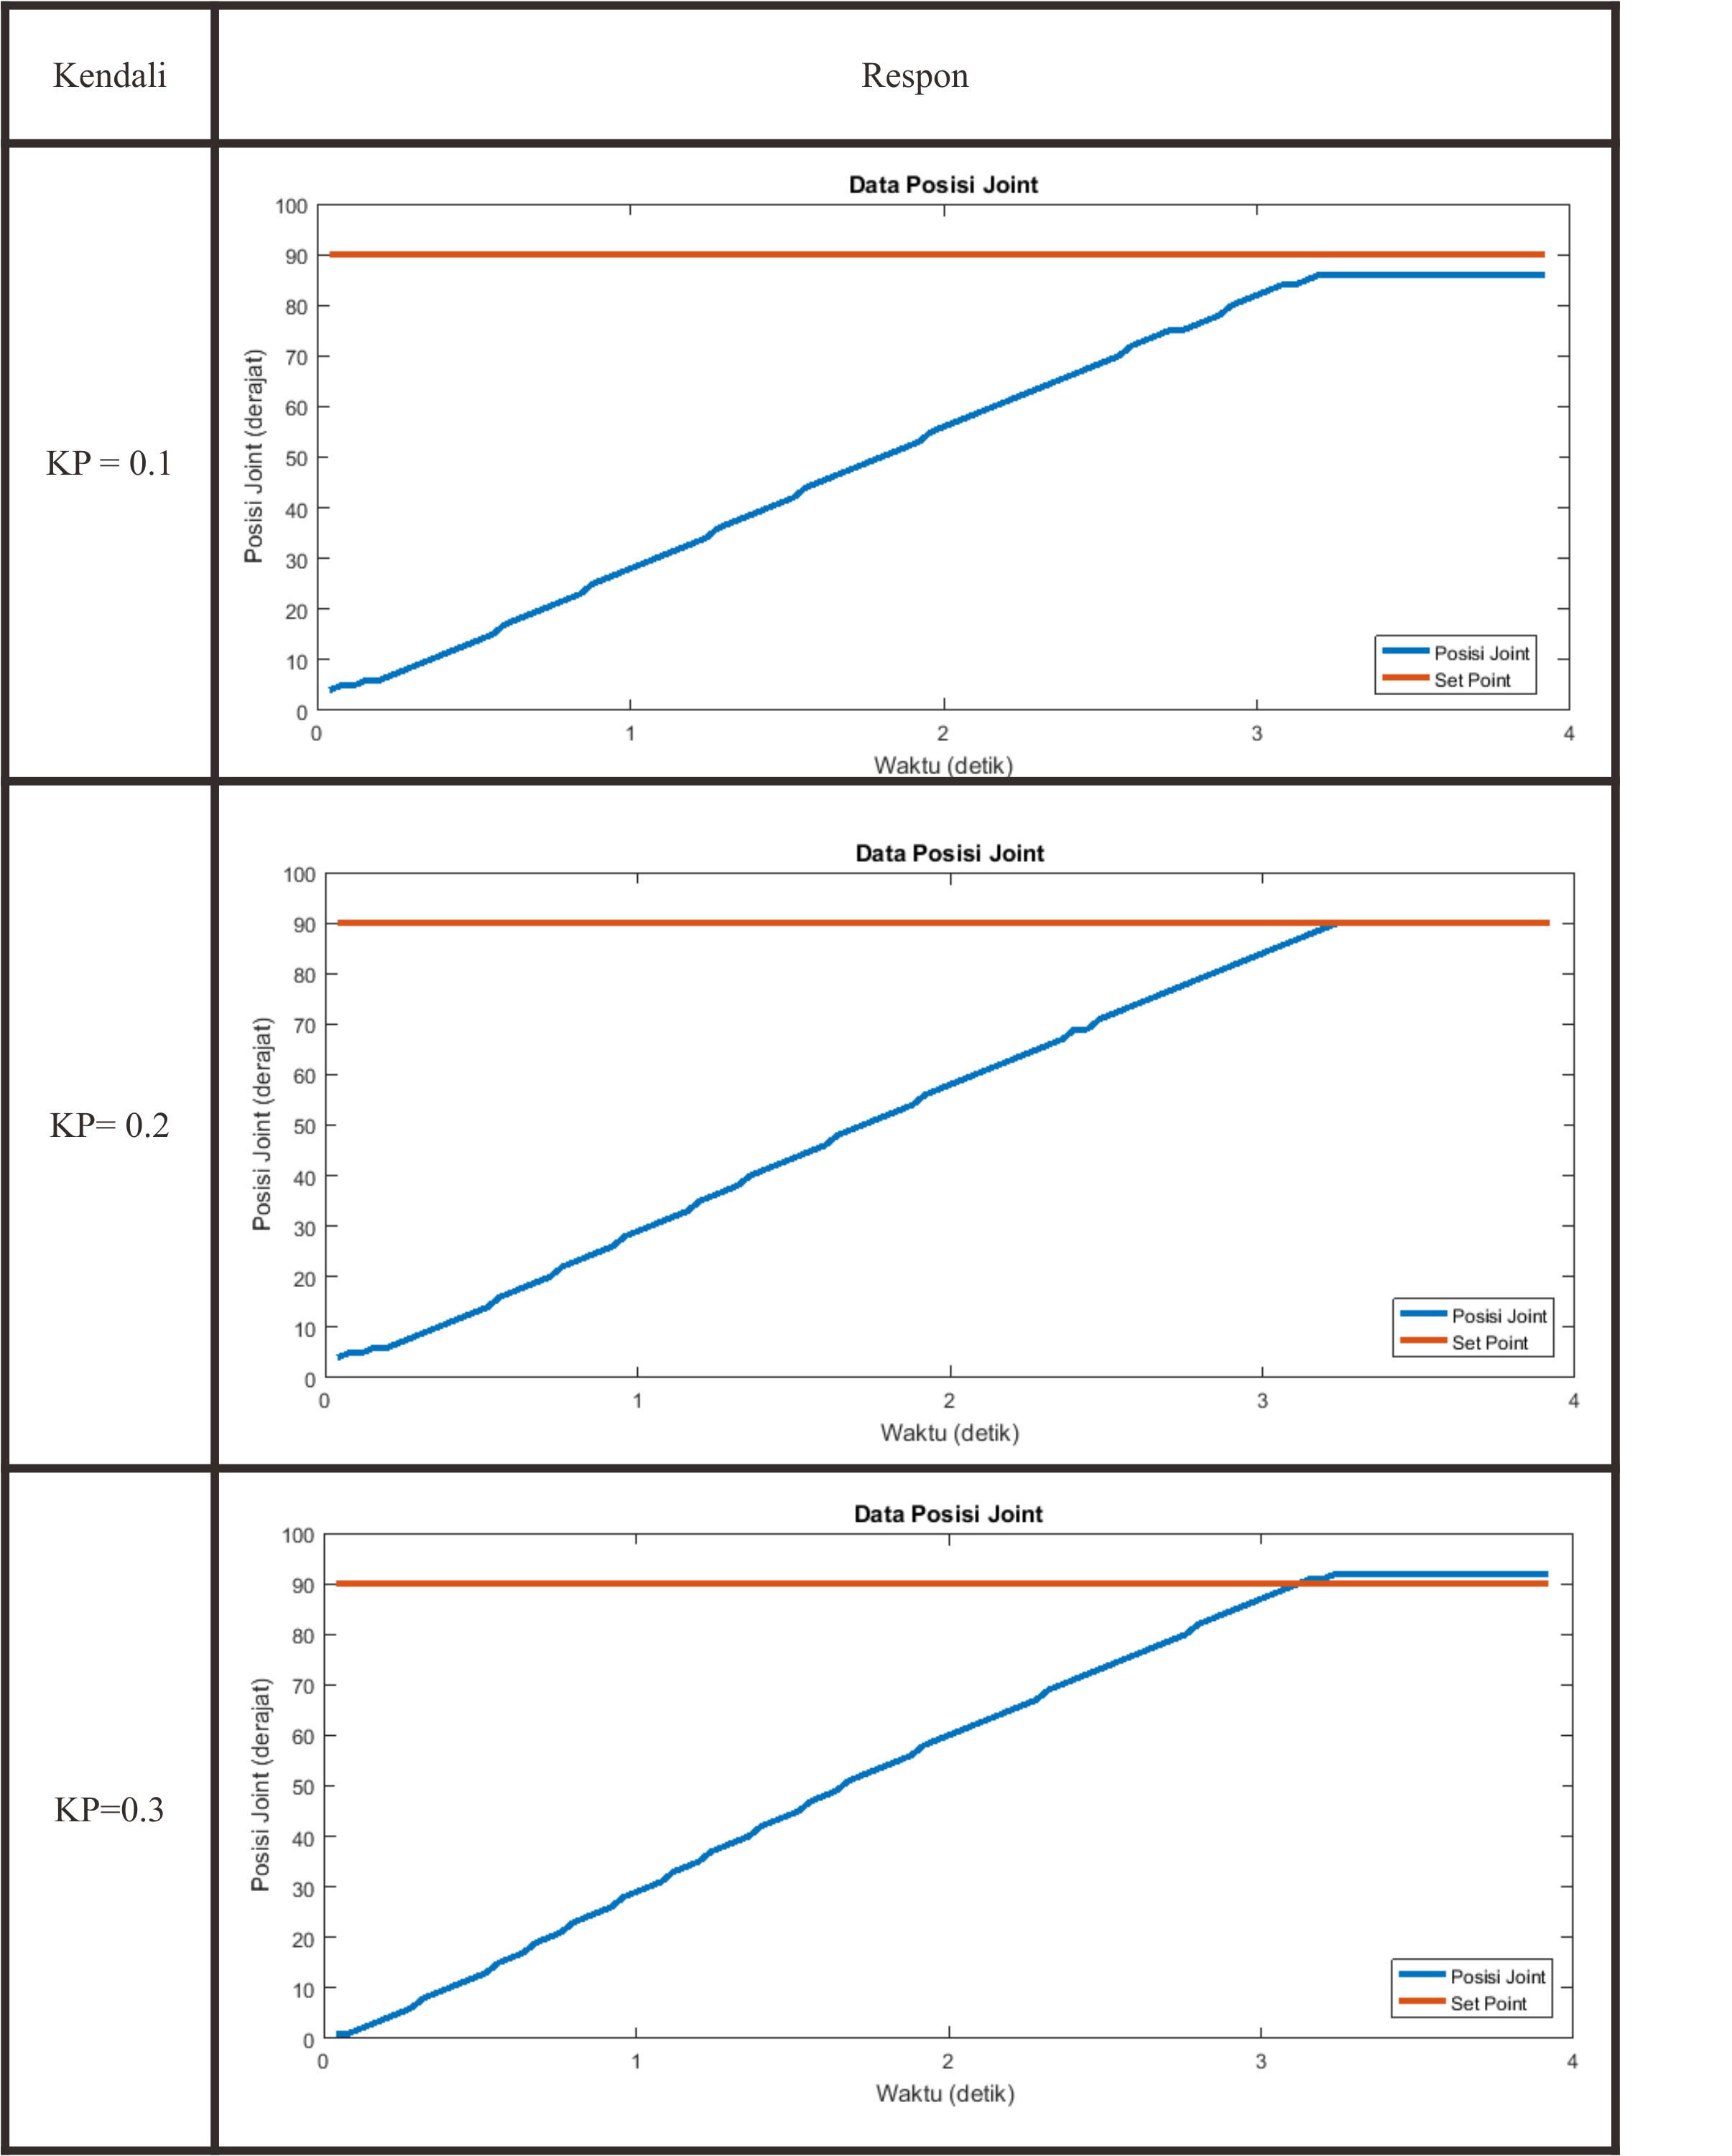 Kendali
Respon
KP = 0.1
Data Posisi Joint
100
90
80
70
60
50
40
30
20
10
0
Posisi Joint (derajat)
0 1 2 3 4
Waktu (detik)
Posisi Joint
Set Point
KP= 0.2
Data Posisi Joint
100
90
80
70
60
50
40
30
20
10
0
Posisi Joint (derajat)
0 1 2 3 4
Waktu (detik)
Posisi Joint
Set Point
KP=0.3
Data Posisi Joint
100
90
80
70
60
50
40
30
20
10
0
Posisi Joint (derajat)
0 1 2 3 4
Waktu (detik)
Posisi Joint
Set Point